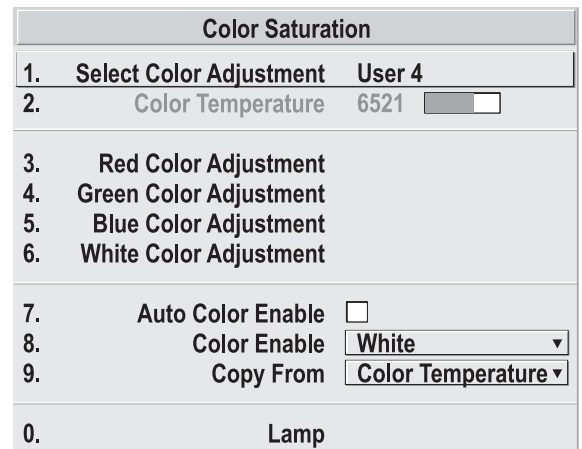 Color Saturation
1. Select Color Adjustment User 4
2. Color Temperature 6521
3. Red Color Adjustment
4. Green Color Adjustment
5. Blue Color Adjustment
6. White Color Adjustment
7. Auto Color Enable
8. Color Enable White
9. Copy From Color Temperature
0. Lamp